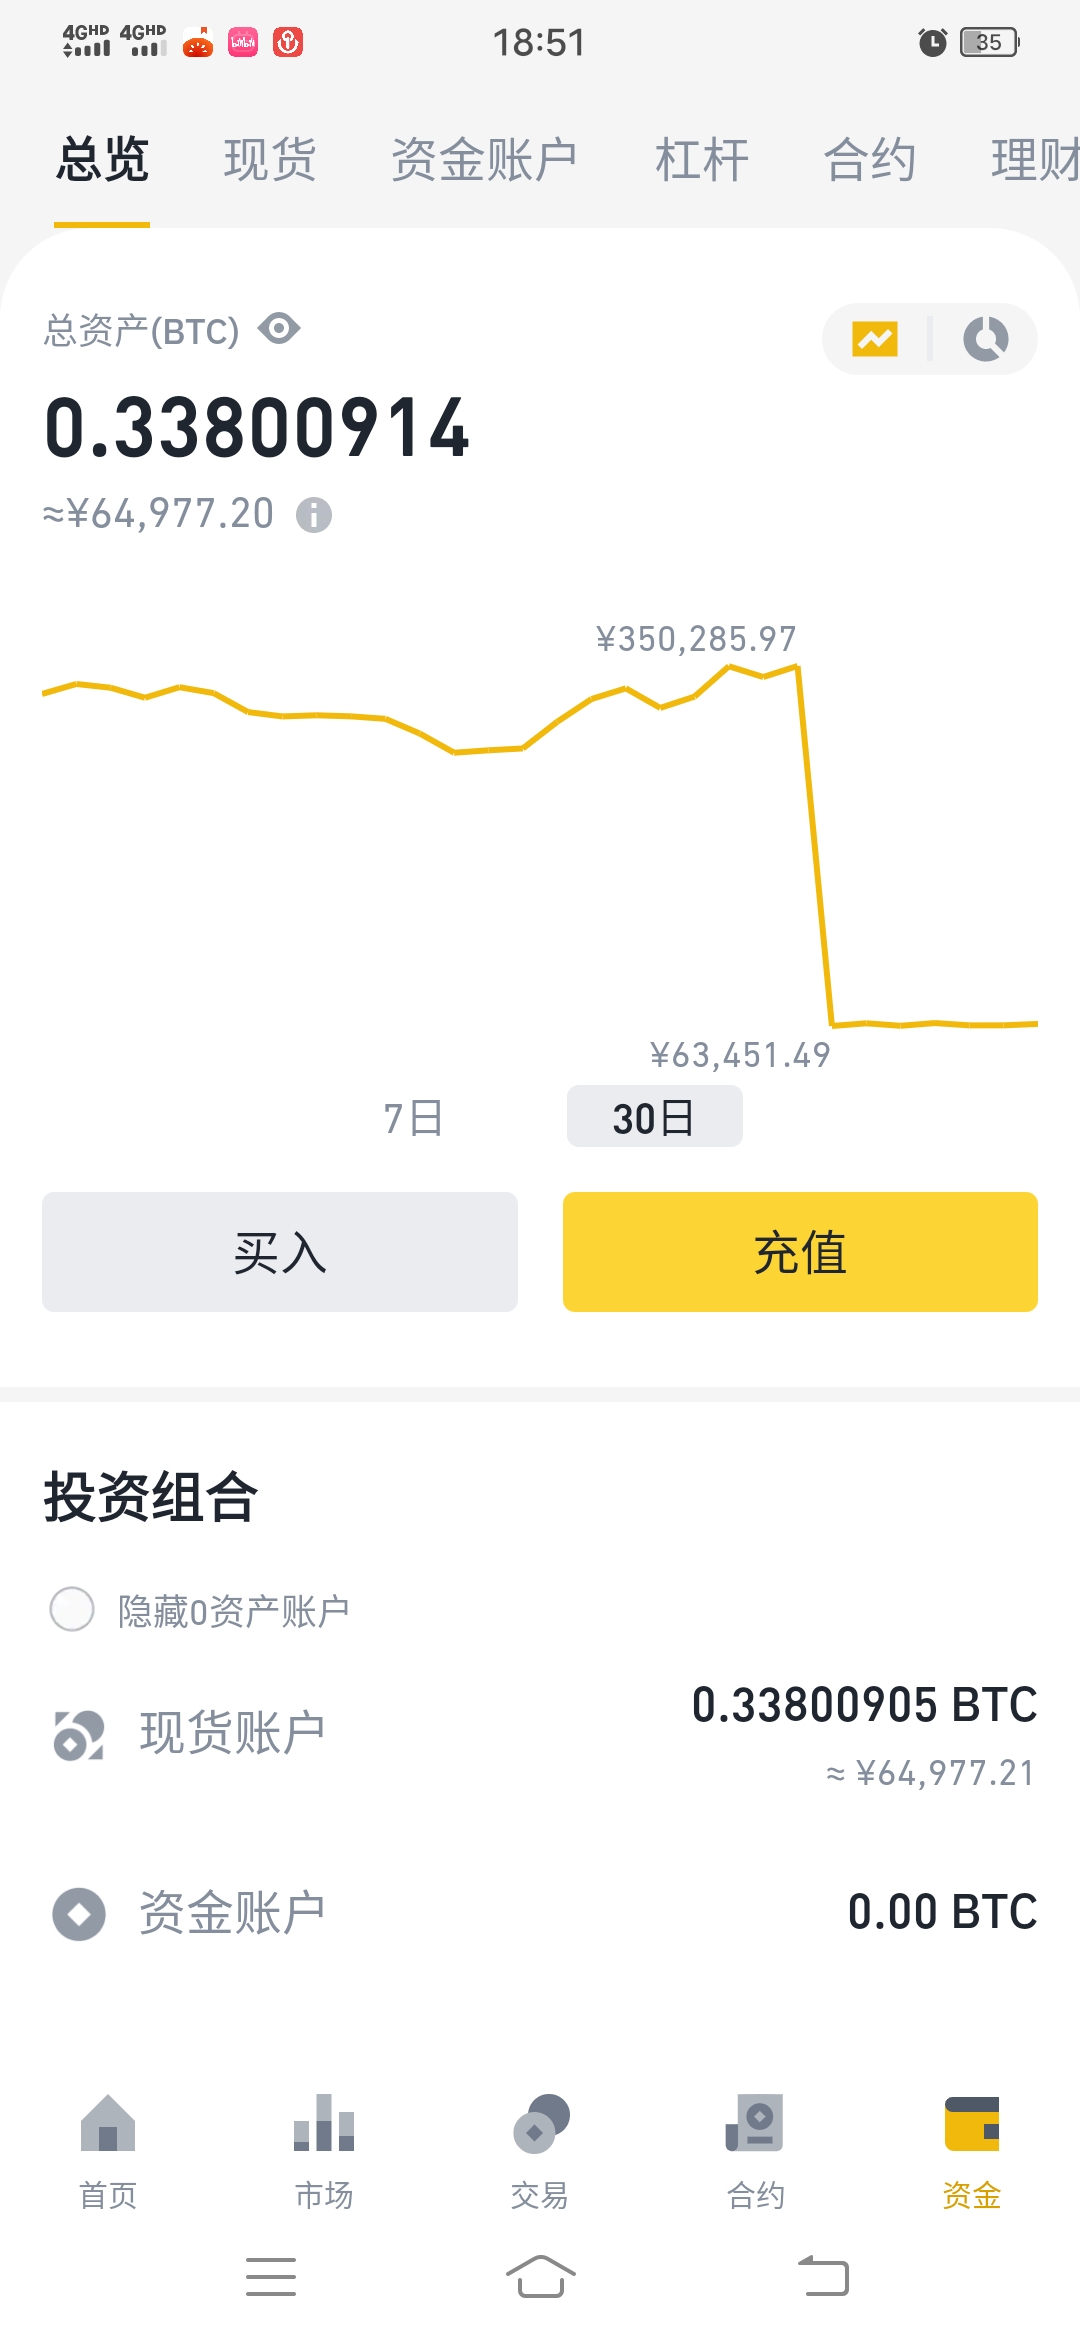 4GHD 4GHD bilibili 18:51 35
总览 现货 资金账户 杠杆 合约 理财
总资产(BTC)
0.33800914
≈¥64,977.20
¥350,285.97
¥63,451.49
7日 30日
买入 充值
投资组合
隐藏0资产账户
现货账户 0.33800905 BTC
≈ ¥64,977.21
资金账户 0.00 BTC
首页 市场 交易 合约 资金